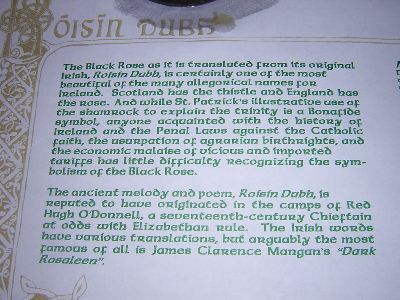 RÓISÍN DUBH
The Black Rose as it is translated from its original
Irish, Roisin Dubh, is certainly one of the most
beautiful of the many allegorical names for
Ireland. Scotland has the thistle and England has
the rose. And while St. Patrick's illustrative use of
the shamrock to explain the trinity is a Bonafide
symbol, anyone acquainted with the history of
Ireland and the Penal Laws against the Catholic
faith, the usurpation of agrarian birthrights, and
the economic malaise of vicious and imported
tariffs has little difficulty recognizing the sym-
bolism of the Black Rose.
The ancient melody and poem, Roisin Dubh, is
reputed to have originated in the camps of Red
Hugh O'Donnell, a seventeenth-century Chieftain
at odds with Elizabethan rule. The Irish words
have various translations, but arguably the most
famous of all is James Clarence Mangan's "Dark
Rosaleen".